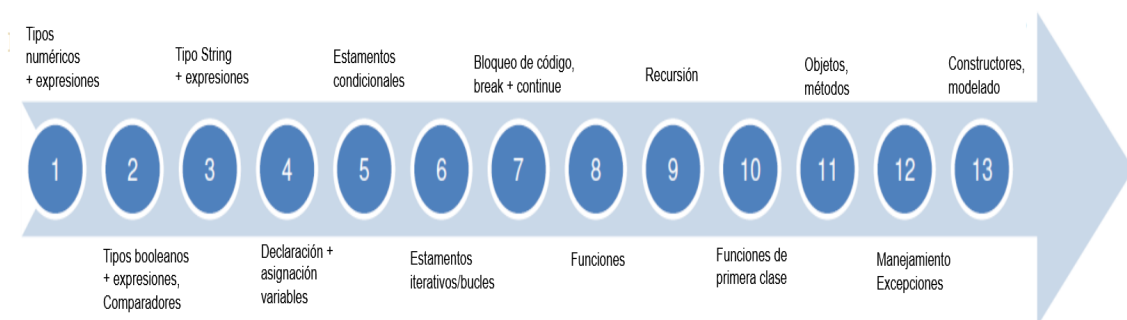 Tipos
numéricos
+ expresiones
Tipo String
+ expresiones
Estamentos
condicionales
Bloqueo de código,
break + continue
Recursión
Objetos,
métodos
Constructores,
modelado
1 2 3 4 5 6 7 8 9 10 11 12 13
Tipos booleanos
+ expresiones,
Comparadores
Declaración +
asignación
variables
Estamentos
iterativos/bucles
Funciones
Funciones de
primera clase
Manejamiento
Excepciones